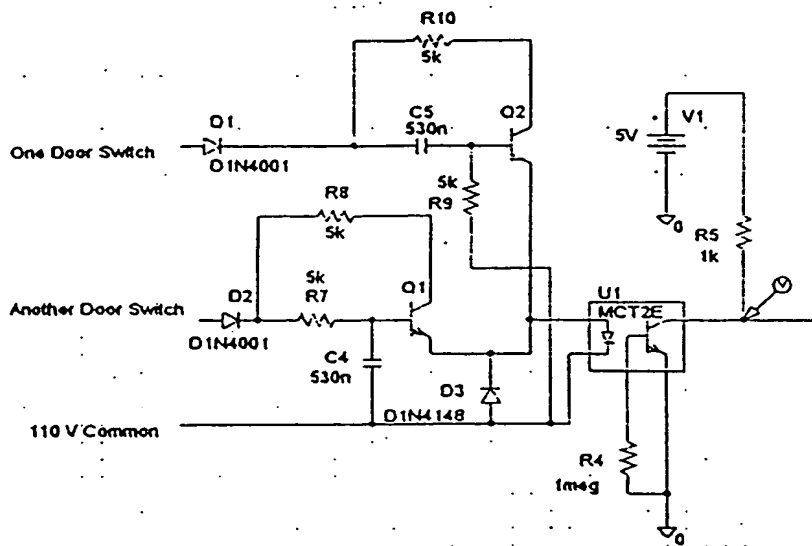 R10
5k
D1
C5
530n
Q2
V1
5V
One Door Switch
D1N4001
5k
R9
R8
5k
0
R5
1k
5k
R7
Q1
U1
V
D2
MCT2E
Another Door Switch
D1N4001
C4
530n
D3
D1N4148
110 V Common
R4
1meg
0